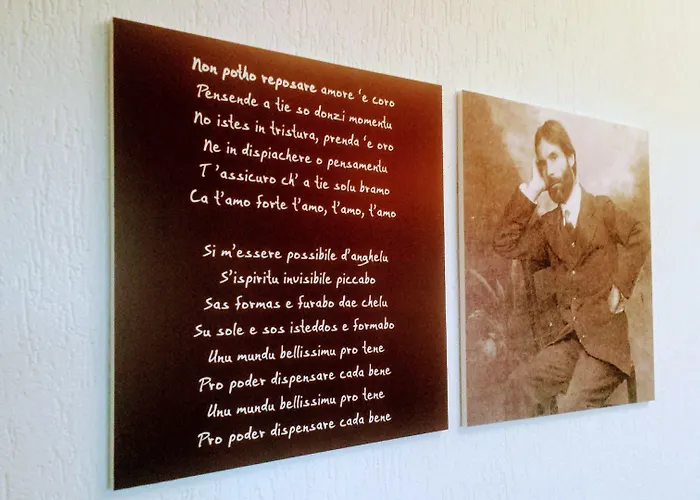 Non potho reposare amore 'e coro
Pensende a tie so donzi momentu
No istes in tristura, prenda 'e oro
Ne in dispiachere o pensamentu
T'assicuro ch'a tie solu bramo
Ca t'amo forte t'amo, t'amo, t'amo
Si m'essere possibile d'anghelu
S'ispiritu invisibile piccabo
Sas formas e furabo dae chelu
Su sole e sos isteddos e formabo
Unu mundu bellissimu pro tene
Pro poder dispensare cada bene
Unu mundu bellissimu pro tene
Pro poder dispensare cada bene